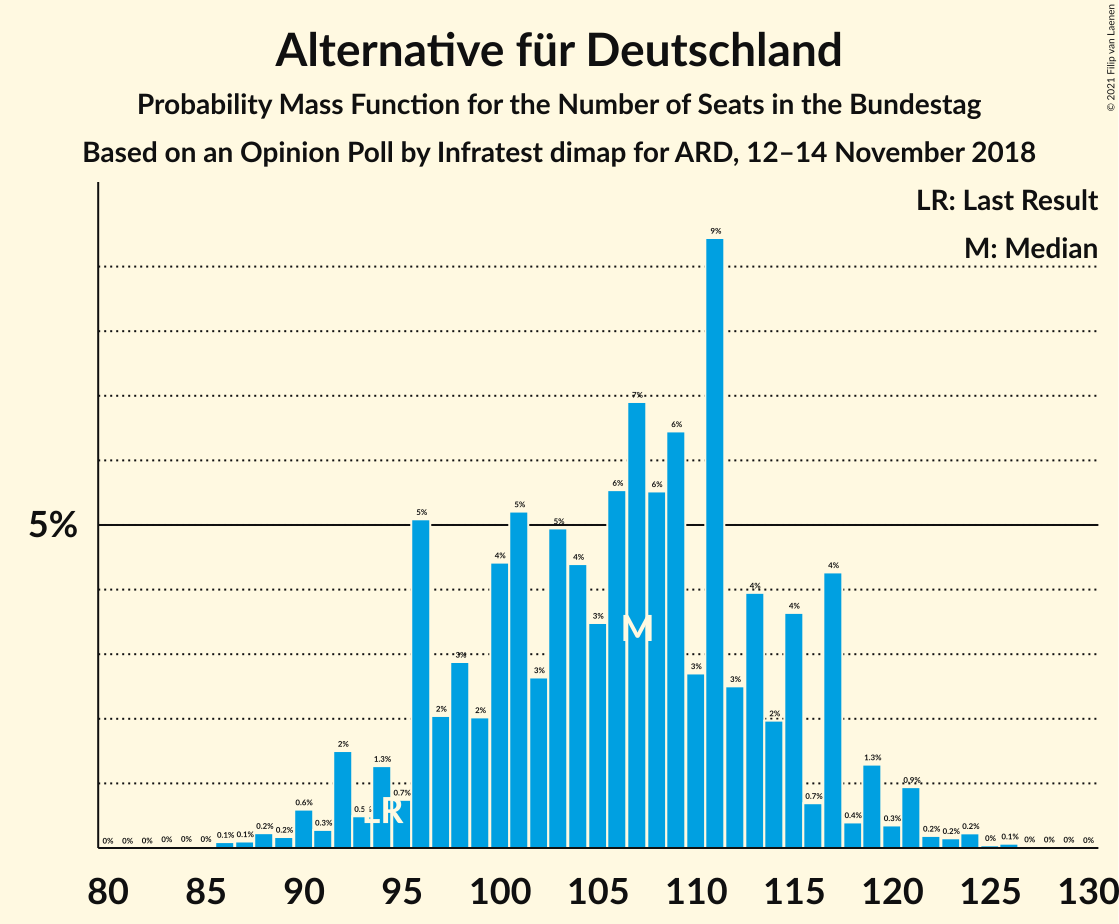 Alternative für Deutschland
Probability Mass Function for the Number of Seats in the Bundestag
Based on an Opinion Poll by Infratest dimap for ARD, 12–14 November 2018
© 2021 Filip van Laenen
LR: Last Result
M: Median
5%
0% 0% 0% 0% 0% 0% 0.1% 0.1% 0.2% 0.2% 0.6% 0.3% 2% 0.5% 1.3% 0.7% 5% 2% 3% 2% 4% 5% 3% 5% 4% 3% 6% 7% 6% 6% 3% 9% 3% 4% 2% 4% 0.7% 4% 0.4% 1.3% 0.3% 0.9% 0.2% 0.2% 0.2% 0% 0.1% 0% 0% 0% 0%
LR
M
80 85 90 95 100 105 110 115 120 125 130